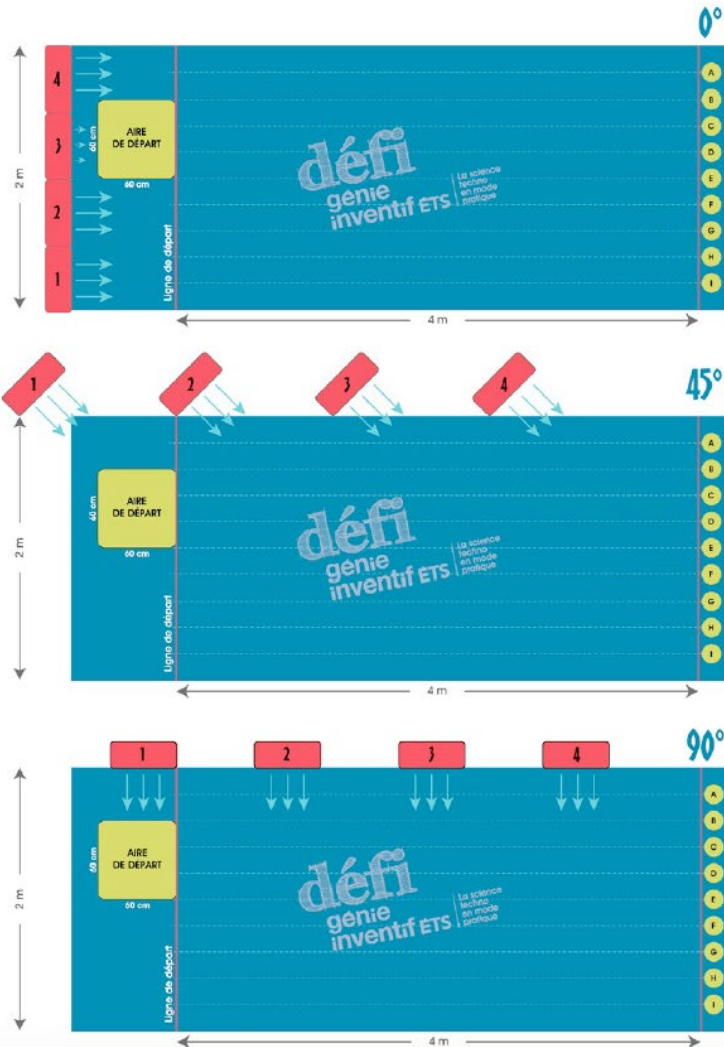 0°
4
3
2
1
2 m
60 cm
AIRE
DE DÉPART
60 cm
Ligne de départ
défi
génie
inventif ÉTS
La science
techno
en mode
pratique
A
B
C
D
E
F
G
H
I
4 m
45°
1
2
3
4
2 m
60 cm
AIRE
DE DÉPART
60 cm
Ligne de départ
défi
génie
inventif ÉTS
La science
techno
en mode
pratique
A
B
C
D
E
F
G
H
I
4 m
90°
1
2
3
4
2 m
60 cm
AIRE
DE DÉPART
60 cm
Ligne de départ
défi
génie
inventif ÉTS
La science
techno
en mode
pratique
A
B
C
D
E
F
G
H
I
4 m